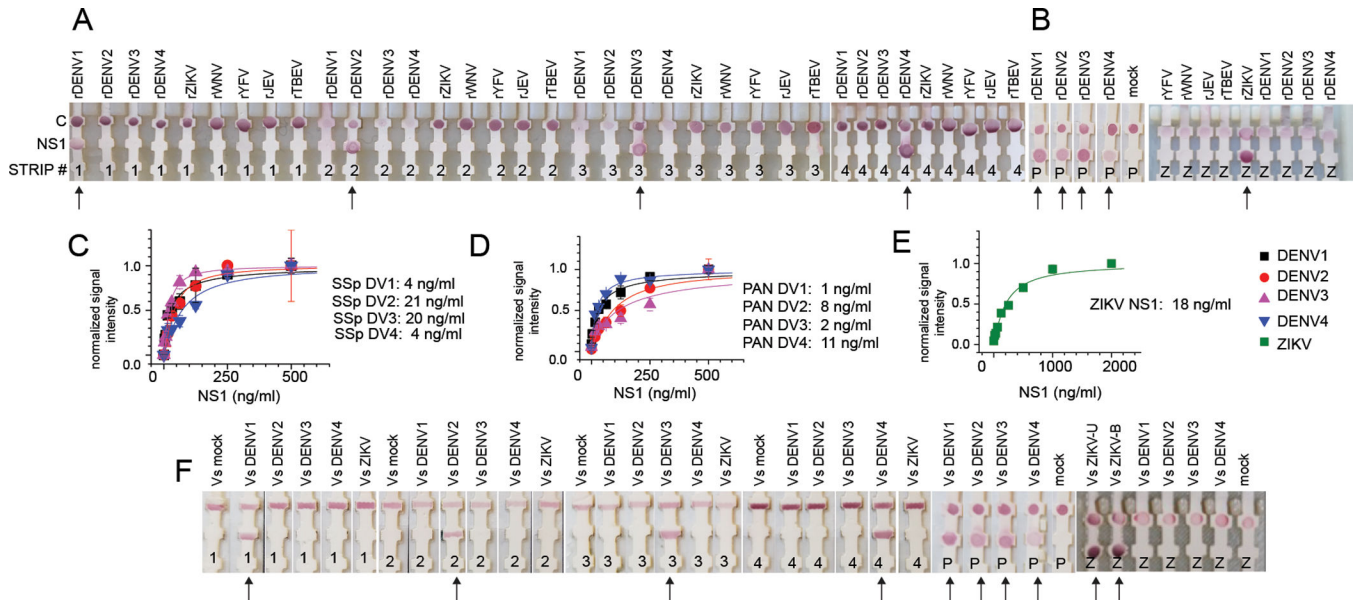 A
B
rDENV1 rDENV2 rDENV3 rDENV4 rZIKV rWNV rYFV rJEV rTBEV rDENV1 rDENV2 rDENV3 rDENV4 rZIKV rWNV rYFV rJEV rTBEV rDENV1 rDENV2 rDENV3 rDENV4 rZIKV rWNV rYFV rJEV rTBEV rDENV1 rDENV2 rDENV3 rDENV4 rZIKV rWNV rYFV rJEV rTBEV rDENV1 rDENV2 rDENV3 rDENV4 mock rYFV rWNV rJEV rTBEV rZIKV rDENV1 rDENV2 rDENV3 rDENV4
C
NS1
STRIP # 1 1 1 1 1 1 1 1 1 2 2 2 2 2 2 2 2 2 3 3 3 3 3 3 3 3 3 4 4 4 4 4 4 4 4 4 P P P P P Z Z Z Z Z Z Z Z Z
C
normalized signal
intensity
1.0
0.5
0.0
0 250 500
NS1 (ng/ml)
SSp DV1: 4 ng/ml
SSp DV2: 21 ng/ml
SSp DV3: 20 ng/ml
SSp DV4: 4 ng/ml
D
normalized signal
intensity
1.0
0.5
0.0
0 250 500
NS1 (ng/ml)
PAN DV1: 1 ng/ml
PAN DV2: 8 ng/ml
PAN DV3: 2 ng/ml
PAN DV4: 11 ng/ml
E
normalized signal
intensity
1.0
0.5
0.0
0 1000 2000
NS1 (ng/ml)
ZIKV NS1: 18 ng/ml
DENV1
DENV2
DENV3
DENV4
ZIKV
F
Vs mock Vs DENV1 Vs DENV2 Vs DENV3 Vs DENV4 Vs ZIKV Vs mock Vs DENV1 Vs DENV2 Vs DENV3 Vs DENV4 Vs ZIKV Vs mock Vs DENV1 Vs DENV2 Vs DENV3 Vs DENV4 Vs ZIKV Vs mock Vs DENV1 Vs DENV2 Vs DENV3 Vs DENV4 Vs ZIKV Vs DENV1 Vs DENV2 Vs DENV3 Vs DENV4 mock Vs ZIKV-U Vs ZIKV-B Vs DENV1 Vs DENV2 Vs DENV3 Vs DENV4 mock
1 1 1 1 1 1 2 2 2 2 2 2 3 3 3 3 3 3 4 4 4 4 4 4 P P P P P Z Z Z Z Z Z Z